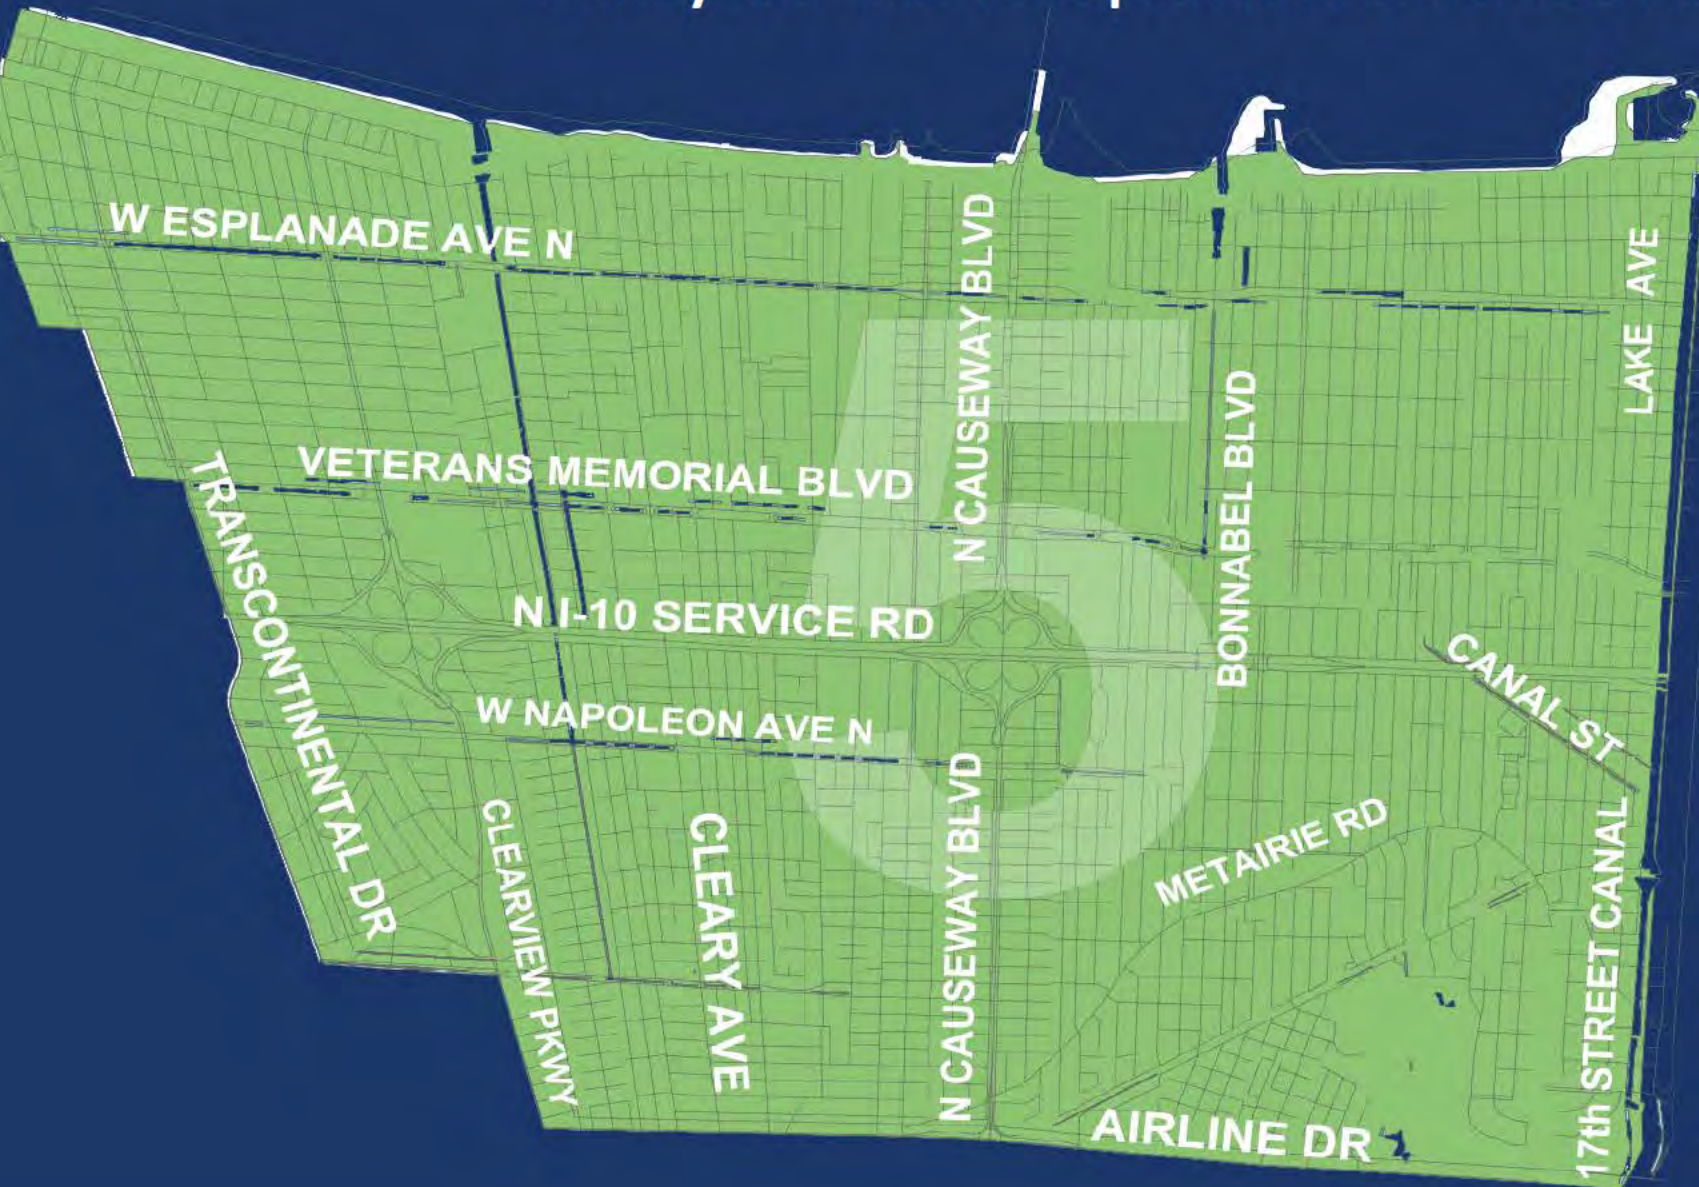 W ESPLANADE AVE N
N CAUSEWAY BLVD
LAKE AVE
5
VETERANS MEMORIAL BLVD
BONNABEL BLVD
TRANSCONTINENTAL DR
N I-10 SERVICE RD
CANAL ST
W NAPOLEON AVE N
CLEARVIEW PKWY
CLEARY AVE
N CAUSEWAY BLVD
METAIRIE RD
17th STREET CANAL
AIRLINE DR